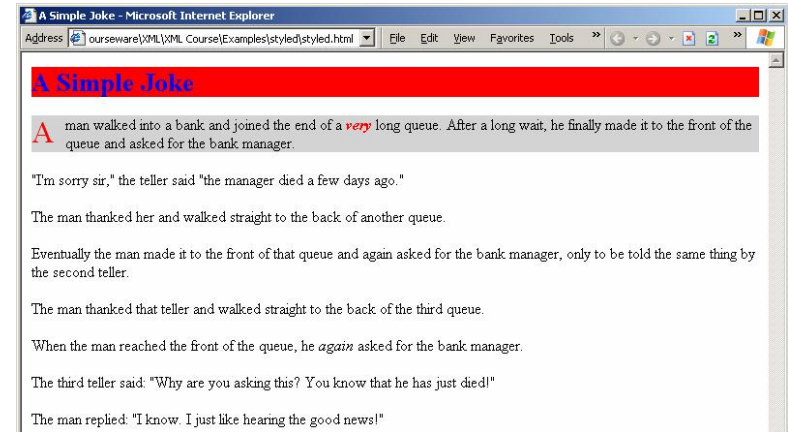 A Simple Joke - Microsoft Internet Explorer
Address ourseware\XML\XML Course\Examples\styled\styled.html File Edit View Favorites Tools »  »
A Simple Joke
A man walked into a bank and joined the end of a very long queue. After a long wait, he finally made it to the front of the
queue and asked for the bank manager.
"I'm sorry sir," the teller said "the manager died a few days ago."
The man thanked her and walked straight to the back of another queue.
Eventually the man made it to the front of that queue and again asked for the bank manager, only to be told the same thing by
the second teller.
The man thanked that teller and walked straight to the back of the third queue.
When the man reached the front of the queue, he again asked for the bank manager.
The third teller said: "Why are you asking this? You know that he has just died!"
The man replied: "I know. I just like hearing the good news!"